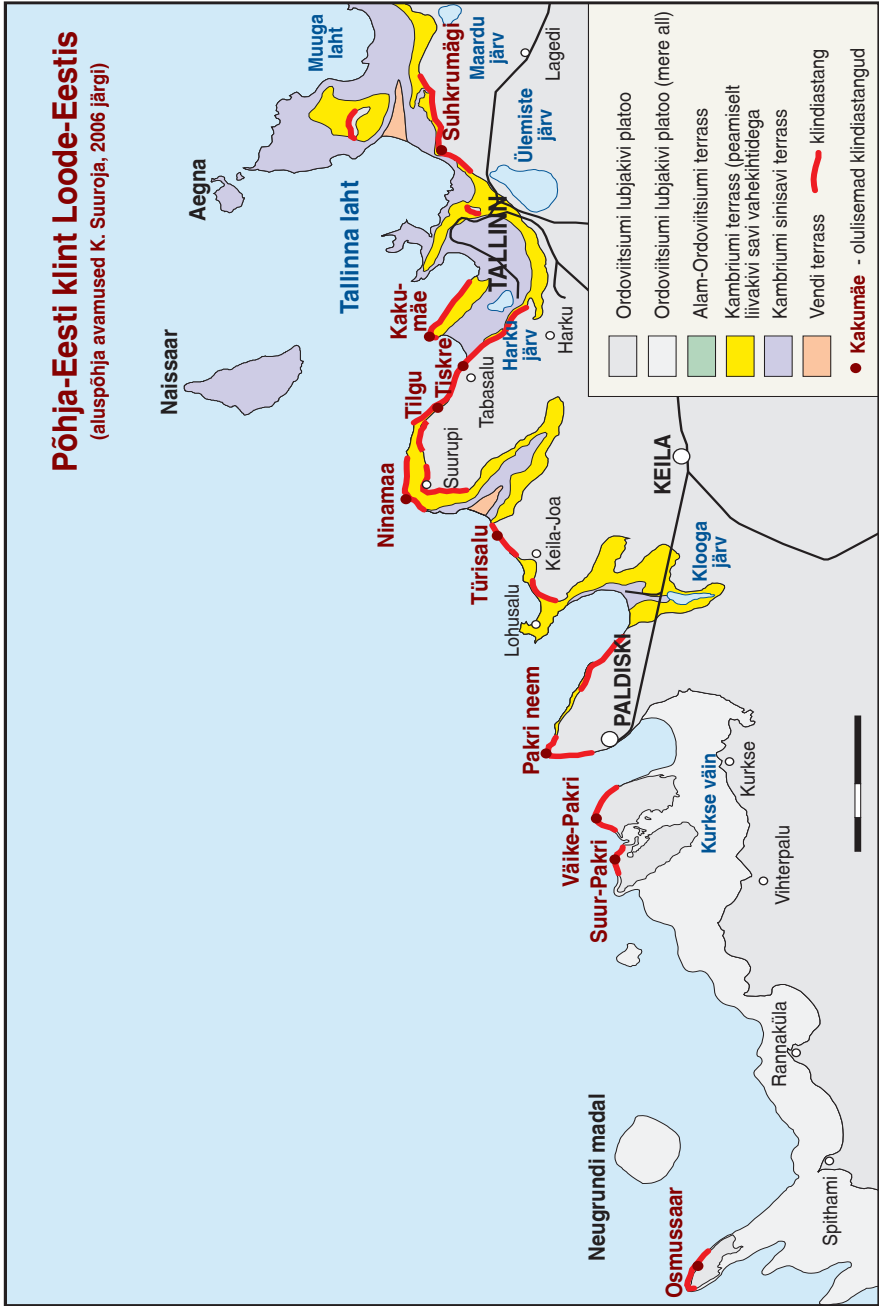 Põhja-Eesti klint Loode-Eestis
(aluspõhja avamused K. Suuroja, 2006 järgi)
Muuga
laht
Aegna
Maardu
järv
Suhkrumägi
Lagedi
Tallinna laht
Ülemiste
järv
Naissaar
TALLINN
Kaku-
mäe
Harku
järv
Harku
Tiskre
Tilgu
Tabasalu
Suurupi
Ninamaa
Türisalu
Keila-Joa
KEILA
Lohusalu
Klooga
järv
Pakri neem
PALDISKI
Väike-Pakri
Suur-Pakri
Kurkse väin
Kurkse
Vihterpalu
Rannaküla
Neugrundi madal
Spithami
Osmussaar
Ordoviitsiumi lubjakivi platoo
Ordoviitsiumi lubjakivi platoo (mere all)
Alam-Ordoviitsiumi terrass
Kambriumi terrass (peamiselt
liivakivi savi vahekihtidega
Kambriumi sinisavi terrass
Vendi terrass
klindiastang
Kakumäe - olulisemad klindiastangud